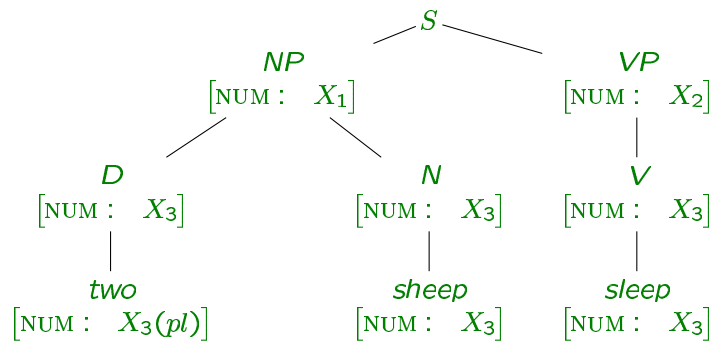 S
NP VP
[NUM : X₁] [NUM : X₂]
D N V
[NUM : X₃] [NUM : X₃] [NUM : X₃]
two sheep sleep
[NUM : X₃(pl)] [NUM : X₃] [NUM : X₃]